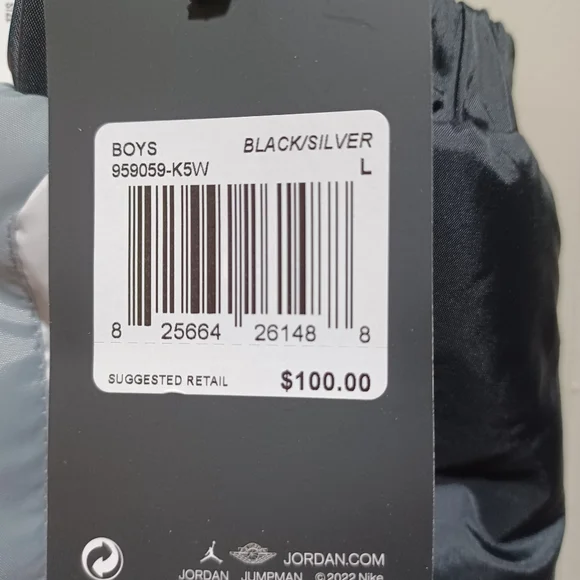 BOYS BLACK/SILVER
959059-K5W L
8 25664 26148 8
SUGGESTED RETAIL $100.00
JORDAN.COM
JORDAN JUMPMAN ©2022 Nike